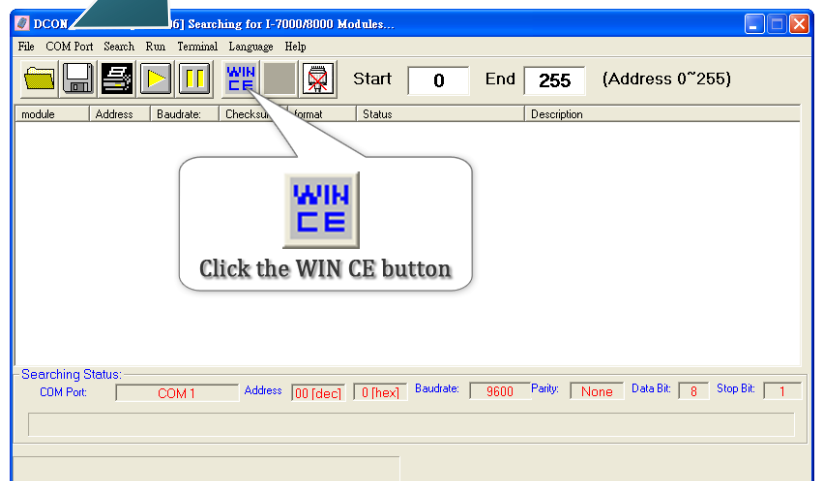 DCON 6] Searching for I-7000/8000 Modules...
File COM Port Search Run Terminal Language Help
WIN CE Start 0 End 255 (Address 0~255)
module Address Baudrate: Checksum format Status Description
WIN CE
Click the WIN CE button
Searching Status:
COM Port: COM 1 Address 00 [dec] 0 [hex] Baudrate: 9600 Parity: None Data Bit: 8 Stop Bit: 1